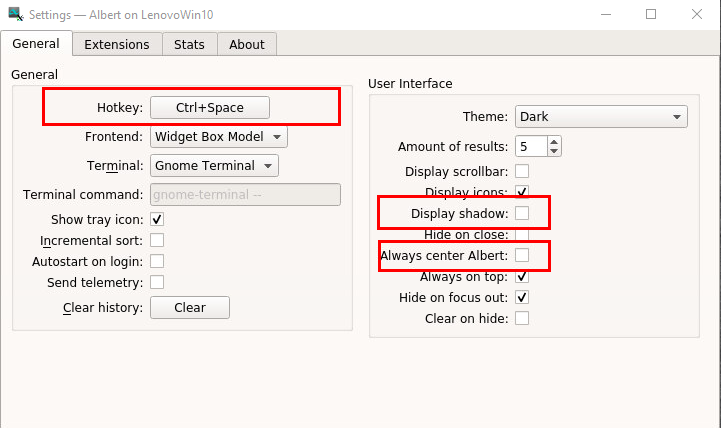 Settings — Albert on LenovoWin10
General
Extensions
Stats
About
General
Hotkey: Ctrl+Space
Frontend: Widget Box Model
Terminal: Gnome Terminal
Terminal command: gnome-terminal --
Show tray icon:
Incremental sort:
Autostart on login:
Send telemetry:
Clear history: Clear
User Interface
Theme: Dark
Amount of results: 5
Display scrollbar:
Display icons:
Display shadow:
Hide on close:
Always center Albert:
Always on top:
Hide on focus out:
Clear on hide: